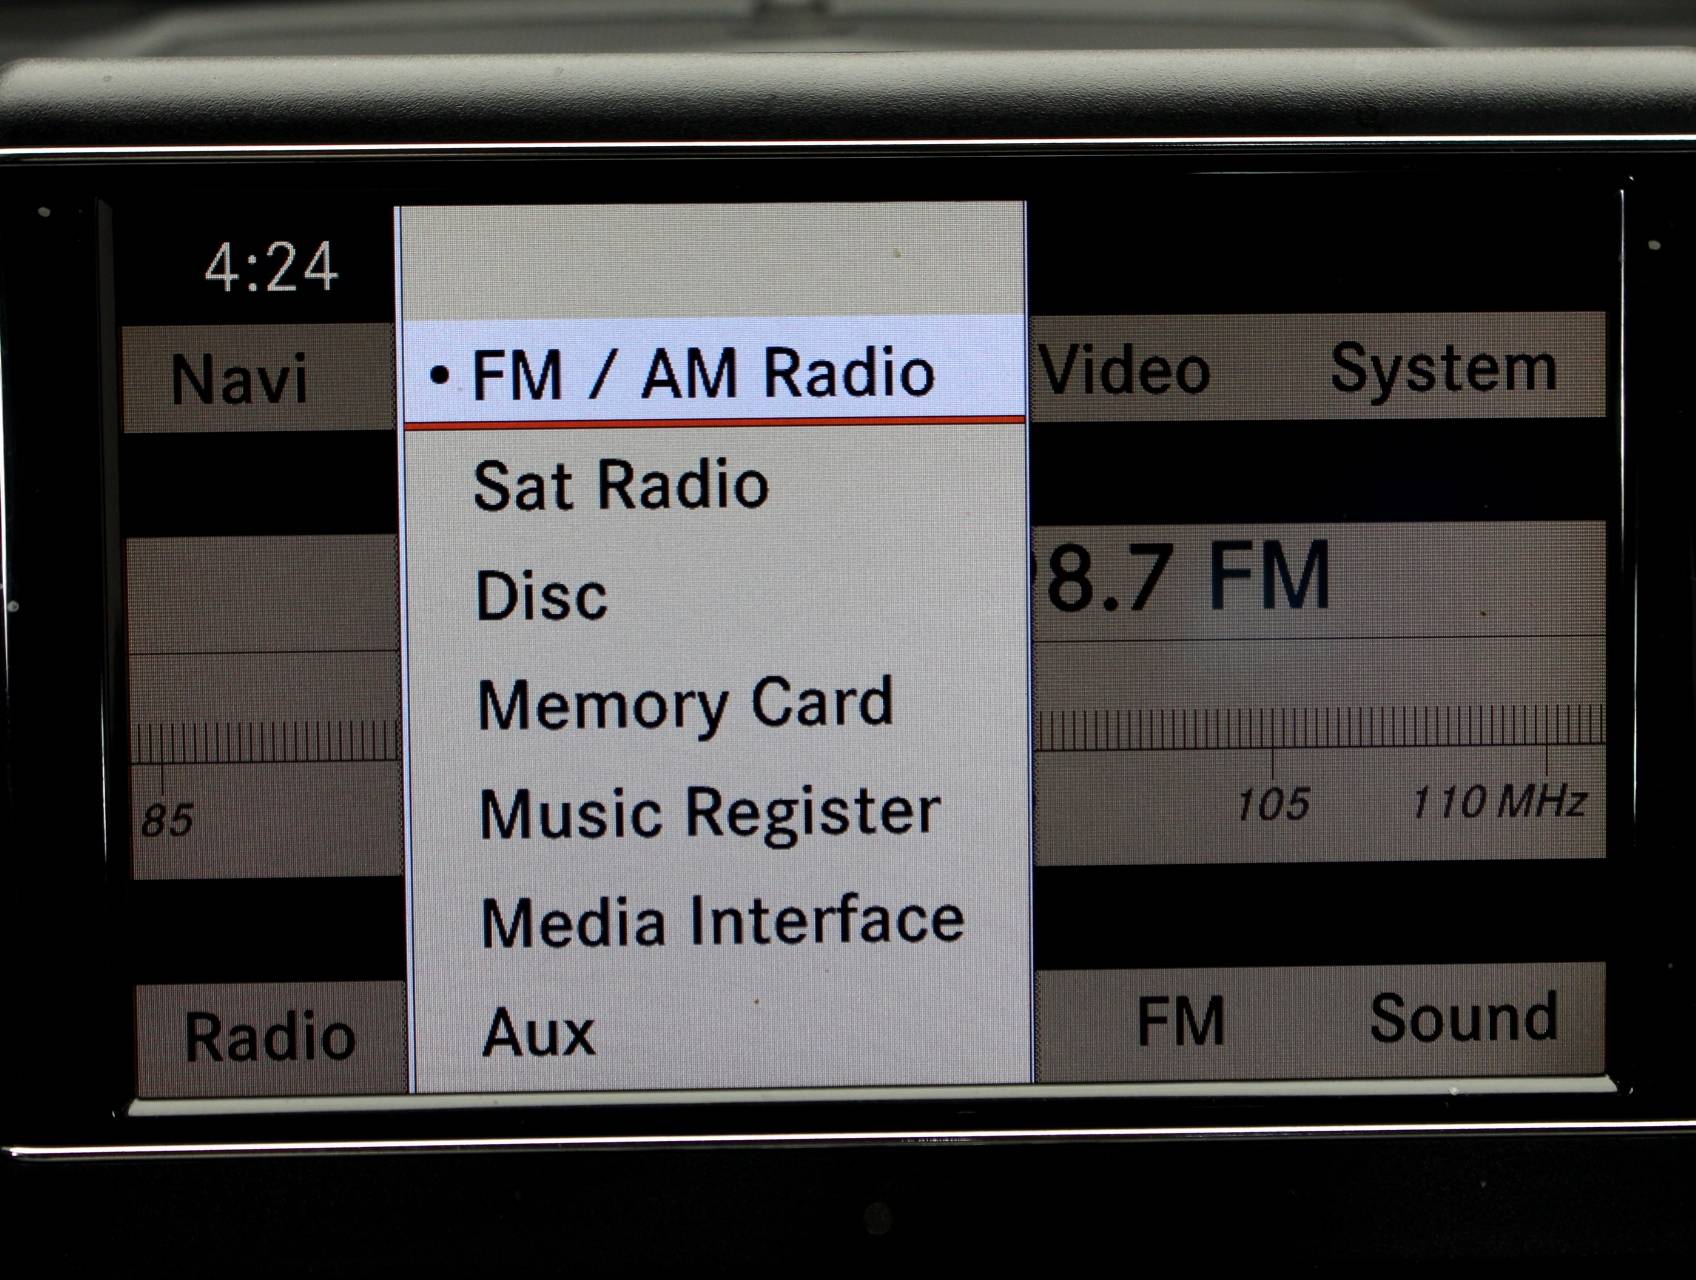 4:24
Navi
• FM / AM Radio
Video
System
Sat Radio
Disc
8.7 FM
Memory Card
Music Register
85
105
110 MHz
Media Interface
Radio
Aux
FM
Sound